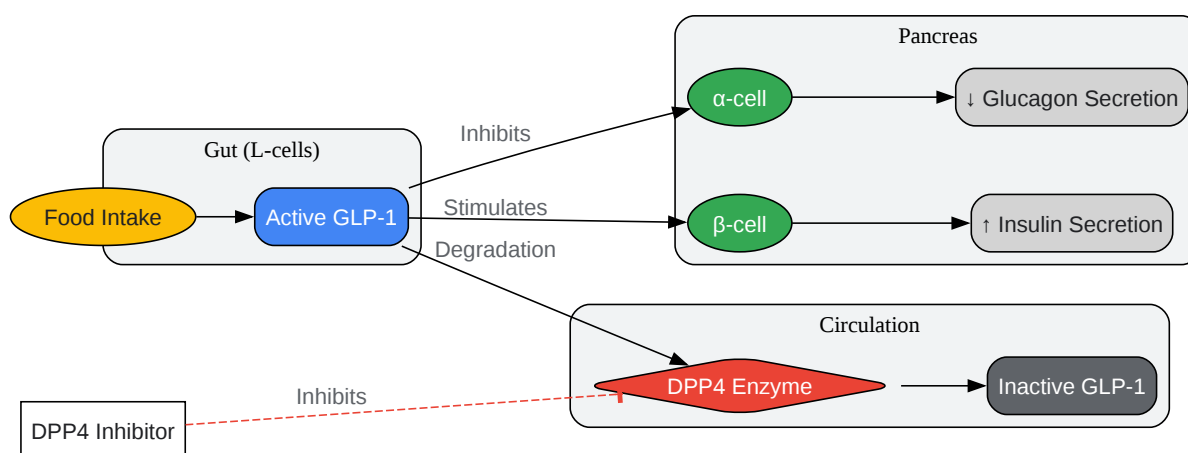 Pancreas
α-cell
↓ Glucagon Secretion
Inhibits
Gut (L-cells)
Food Intake
Active GLP-1
Stimulates
β-cell
↑ Insulin Secretion
Degradation
Circulation
DPP4 Enzyme
Inactive GLP-1
Inhibits
DPP4 Inhibitor